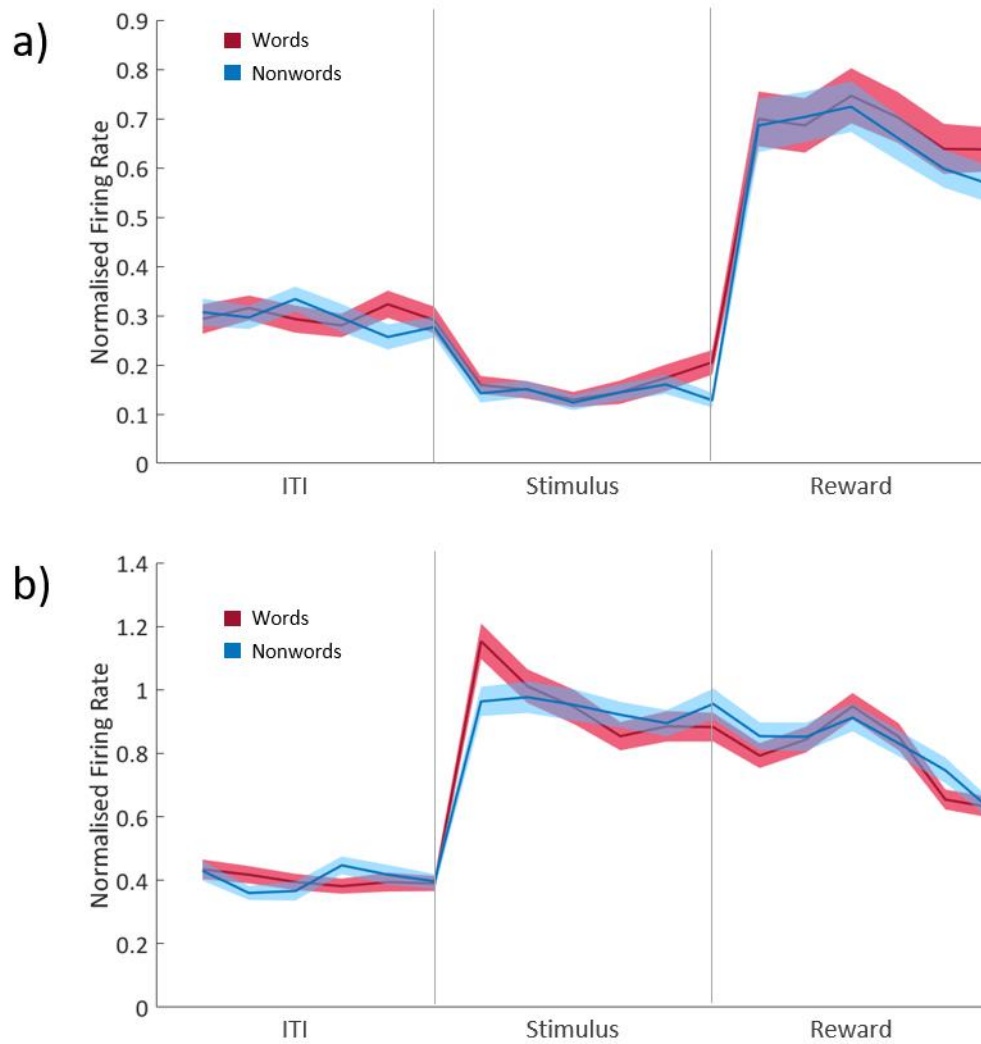 a)
Words
Nonwords
Normalised Firing Rate
0.9
0.8
0.7
0.6
0.5
0.4
0.3
0.2
0.1
0
ITI Stimulus Reward
b)
Words
Nonwords
Normalised Firing Rate
1.4
1.2
1
0.8
0.6
0.4
0.2
0
ITI Stimulus Reward